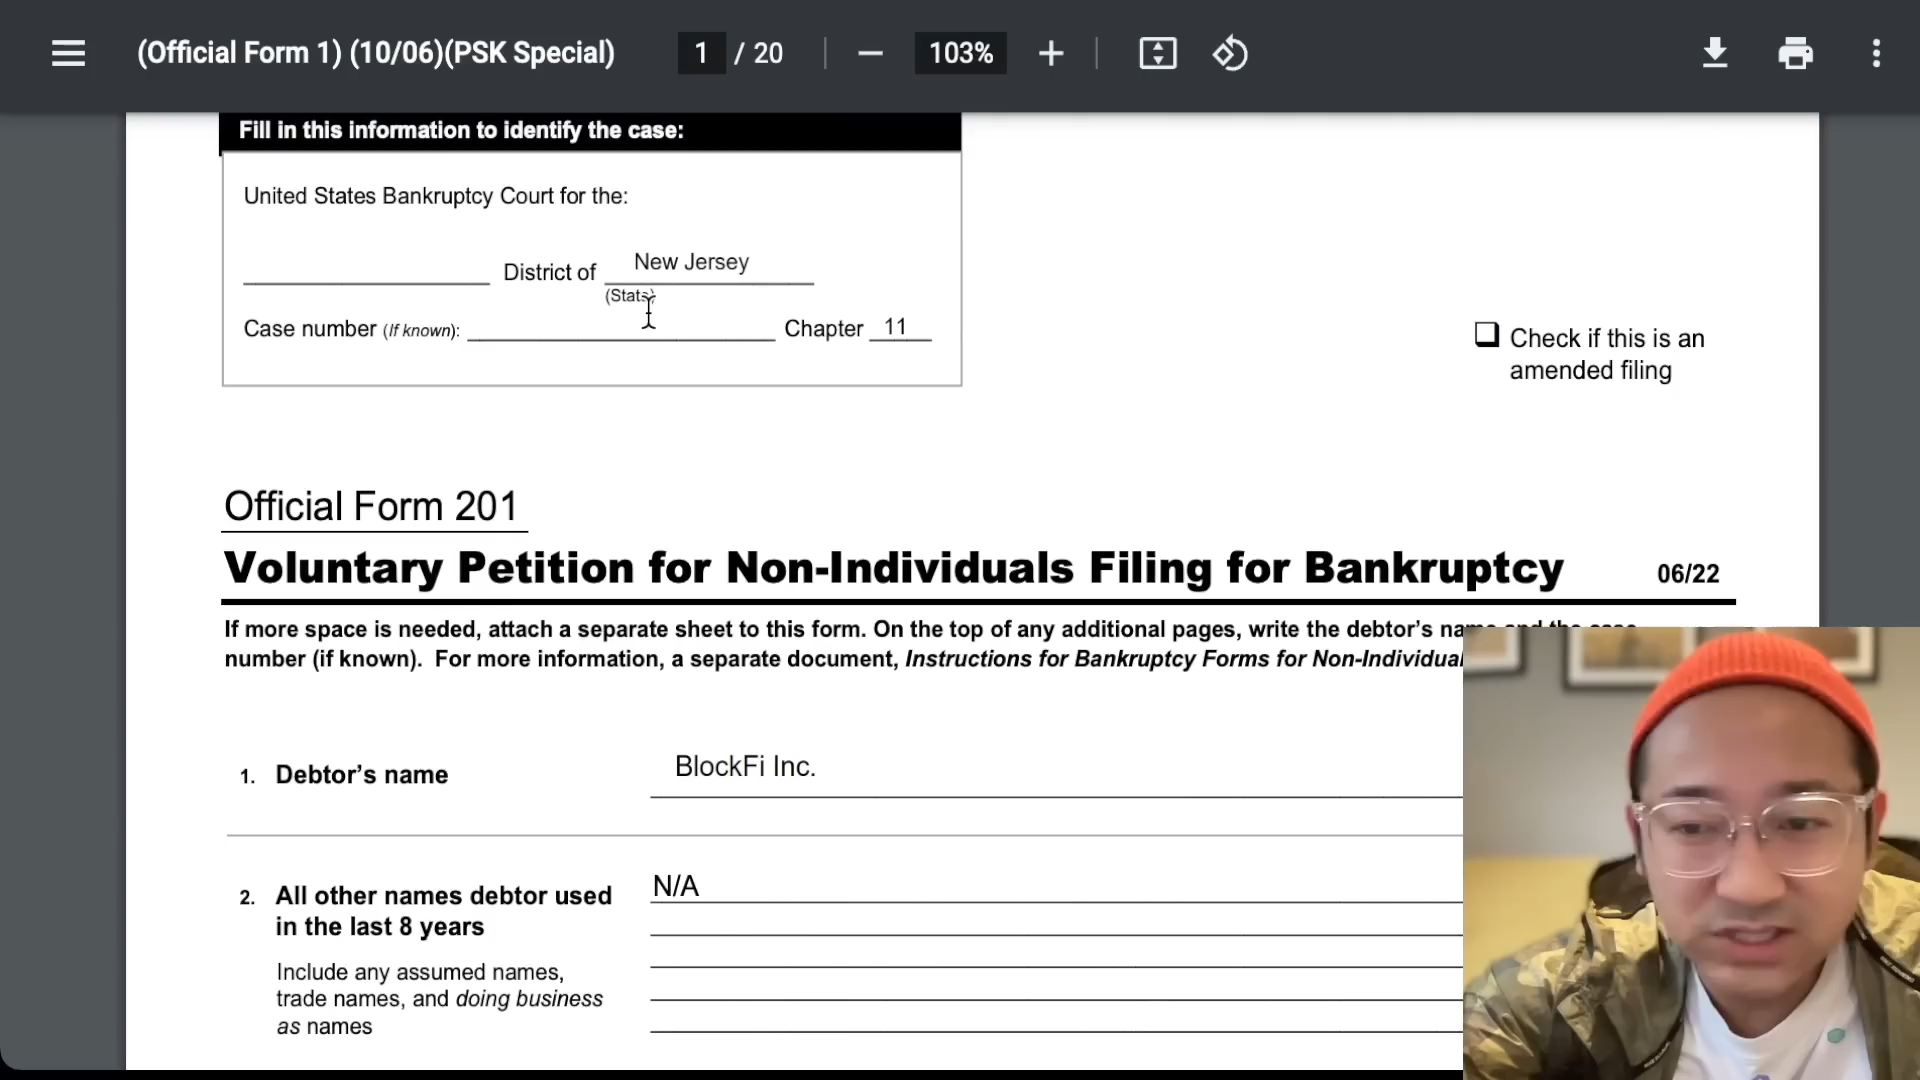 (Official Form 1) (10/06)(PSK Special) 1 / 20 103%
Fill in this information to identify the case:
United States Bankruptcy Court for the:
District of New Jersey
(State)
Case number (If known): Chapter 11
Check if this is an
amended filing
Official Form 201
Voluntary Petition for Non-Individuals Filing for Bankruptcy 06/22
If more space is needed, attach a separate sheet to this form. On the top of any additional pages, write the debtor's name and the case
number (if known). For more information, a separate document, Instructions for Bankruptcy Forms for Non-Individual
1. Debtor's name BlockFi Inc.
2. All other names debtor used N/A
in the last 8 years
Include any assumed names,
trade names, and doing business
as names